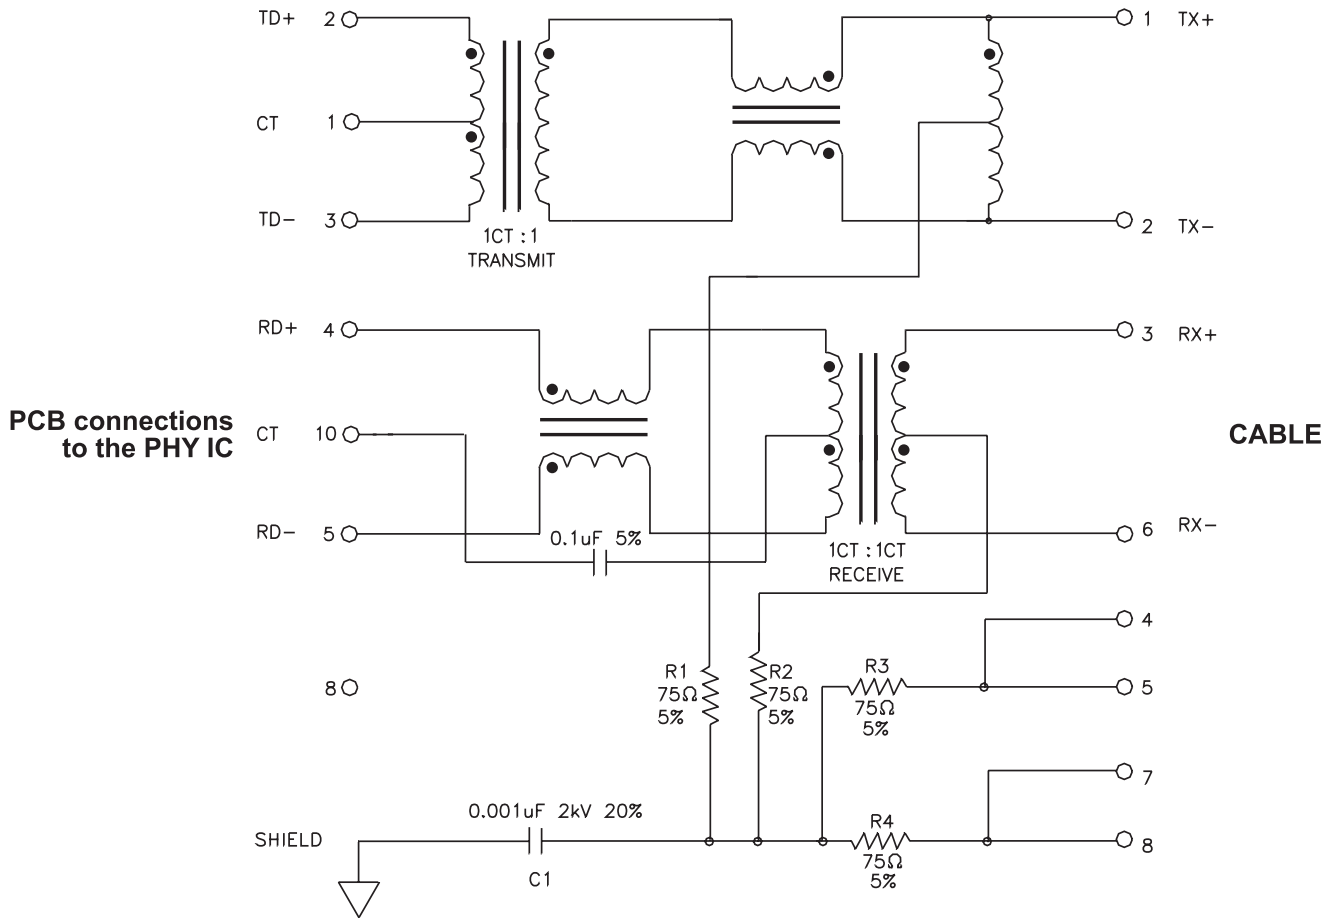 TD+ 2
1 TX+
CT 1
TD- 3
1CT : 1
TRANSMIT
2 TX-
RD+ 4
3 RX+
PCB connections
to the PHY IC
CT 10
CABLE
RD- 5
0.1uF 5%
1CT : 1CT
RECEIVE
6 RX-
4
8
R1
75Ω
5%
R2
75Ω
5%
R3
75Ω
5%
5
7
SHIELD
0.001uF 2kV 20%
C1
R4
75Ω
5%
8